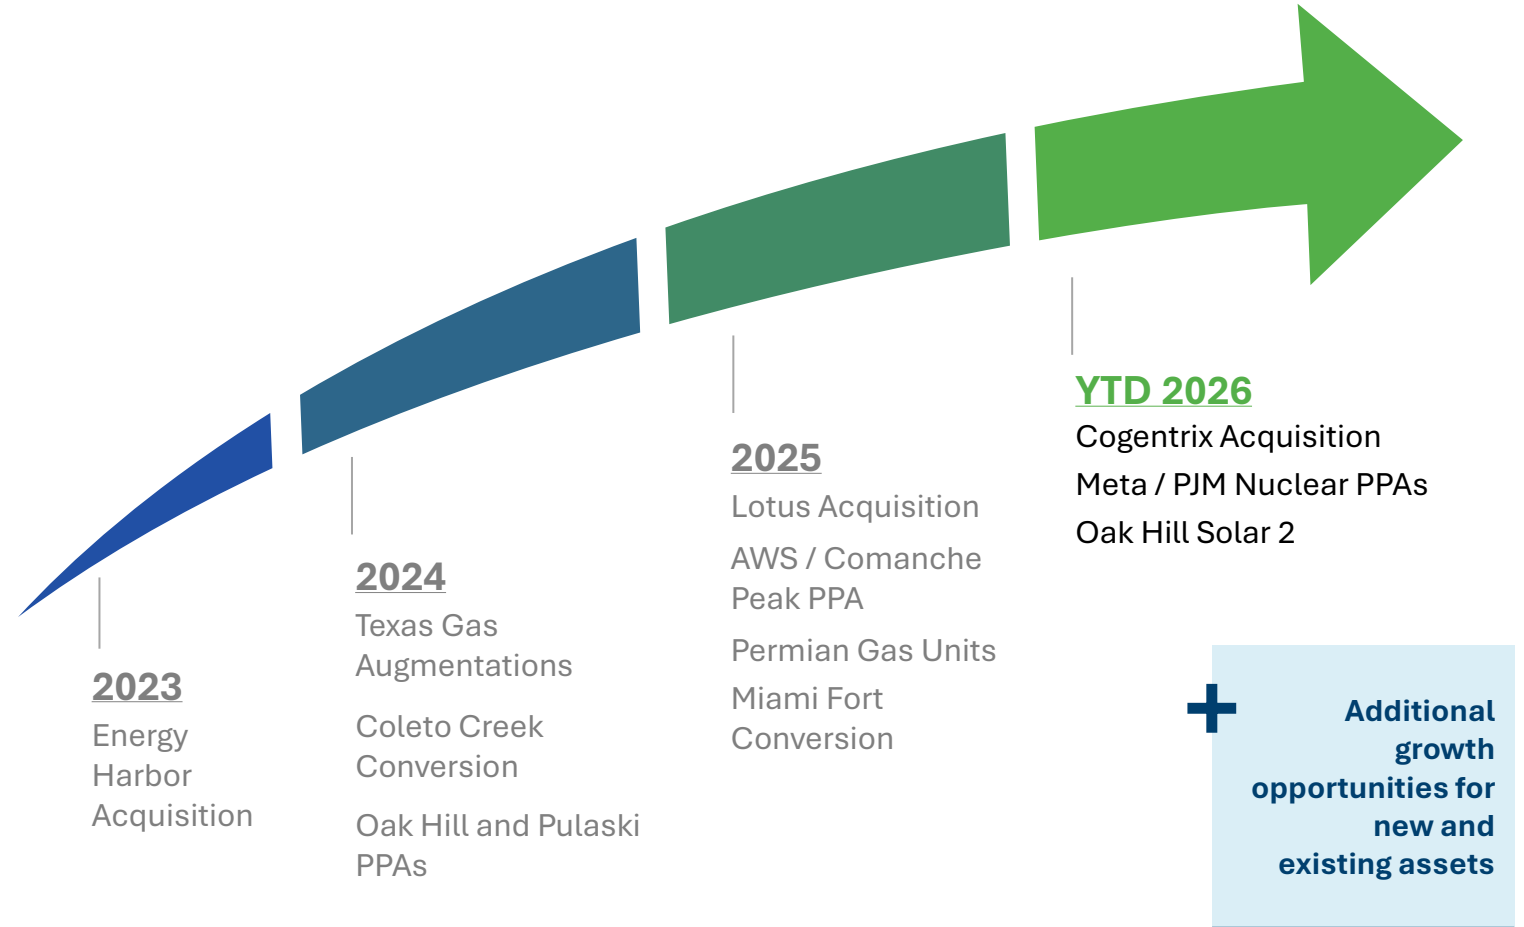 2023
Energy
Harbor
Acquisition
2024
Texas Gas
Augmentations
Coleto Creek
Conversion
Oak Hill and Pulaski
PPAs
2025
Lotus Acquisition
AWS / Comanche
Peak PPA
Permian Gas Units
Miami Fort
Conversion
YTD 2026
Cogentrix Acquisition
Meta / PJM Nuclear PPAs
Oak Hill Solar 2
+
Additional
growth
opportunities for
new and
existing assets